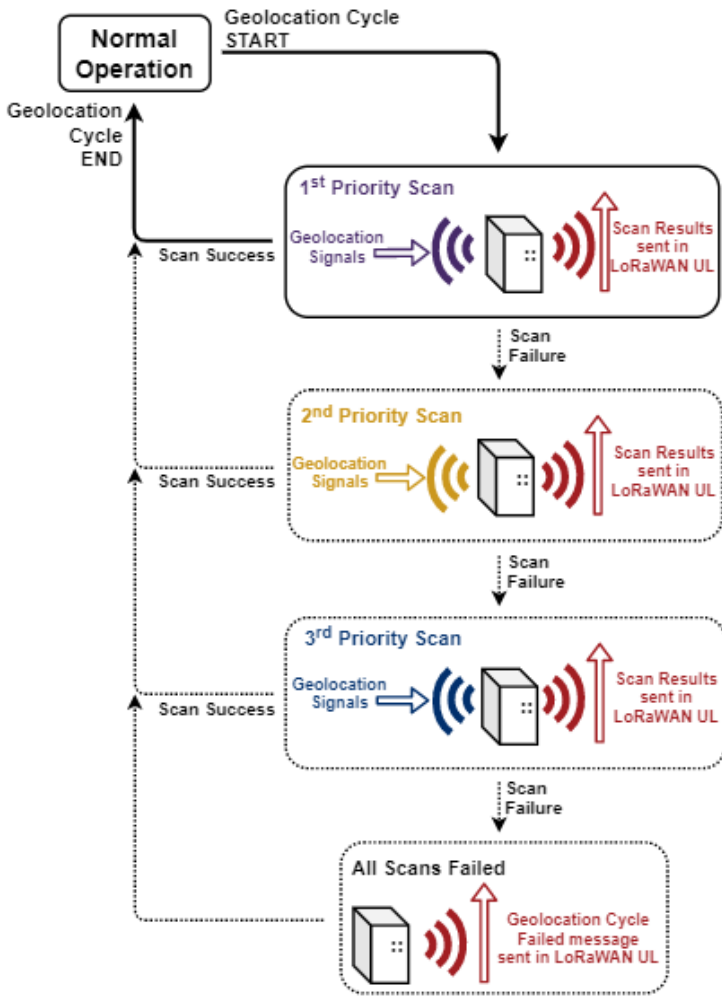 Geolocation Cycle
START
Normal
Operation
Geolocation
Cycle
END
1st Priority Scan
Geolocation
Signals
Scan Results
sent in
LoRaWAN UL
Scan Success
Scan
Failure
2nd Priority Scan
Geolocation
Signals
Scan Results
sent in
LoRaWAN UL
Scan Success
Scan
Failure
3rd Priority Scan
Geolocation
Signals
Scan Results
sent in
LoRaWAN UL
Scan Success
Scan
Failure
All Scans Failed
Geolocation Cycle
Failed message
sent in LoRaWAN UL